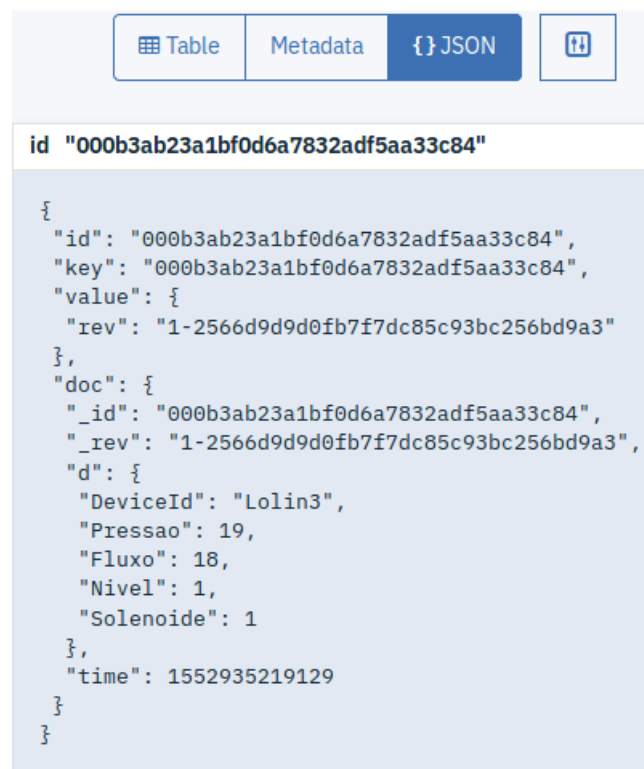 Table Metadata {} JSON
id "000b3ab23a1bf0d6a7832adf5aa33c84"
{
"id": "000b3ab23a1bf0d6a7832adf5aa33c84",
"key": "000b3ab23a1bf0d6a7832adf5aa33c84",
"value": {
"rev": "1-2566d9d9d0fb7f7dc85c93bc256bd9a3"
},
"doc": {
"_id": "000b3ab23a1bf0d6a7832adf5aa33c84",
"_rev": "1-2566d9d9d0fb7f7dc85c93bc256bd9a3",
"d": {
"DeviceId": "Lolin3",
"Pressao": 19,
"Fluxo": 18,
"Nivel": 1,
"Solenoide": 1
},
"time": 1552935219129
}
}